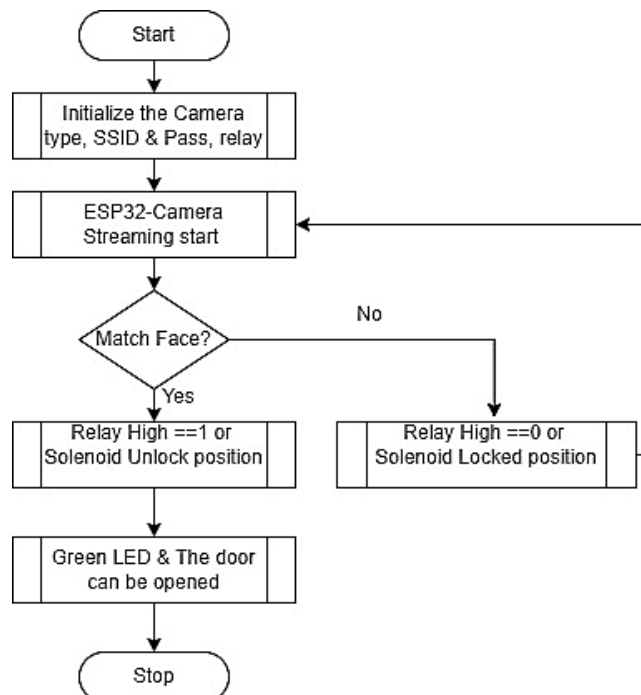 Start
Initialize the Camera
type, SSID & Pass, relay
ESP32-Camera
Streaming start
Match Face?
No
Yes
Relay High ==1 or
Solenoid Unlock position
Relay High ==0 or
Solenoid Locked position
Green LED & The door
can be opened
Stop